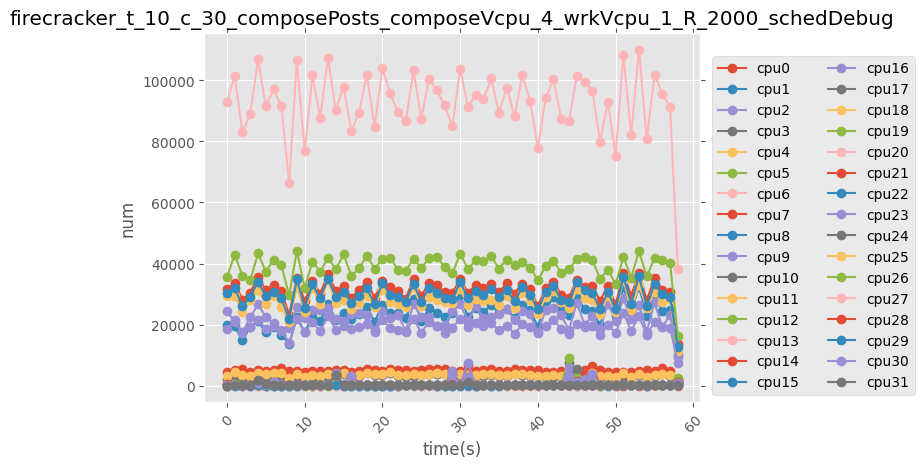 firecracker_t_10_c_30_composePosts_composeVcpu_4_wrkVcpu_1_R_2000_schedDebug
num
100000
80000
60000
40000
20000
0
0
10
20
30
40
50
60
time(s)
cpu0
cpu1
cpu2
cpu3
cpu4
cpu5
cpu6
cpu7
cpu8
cpu9
cpu10
cpu11
cpu12
cpu13
cpu14
cpu15
cpu16
cpu17
cpu18
cpu19
cpu20
cpu21
cpu22
cpu23
cpu24
cpu25
cpu26
cpu27
cpu28
cpu29
cpu30
cpu31